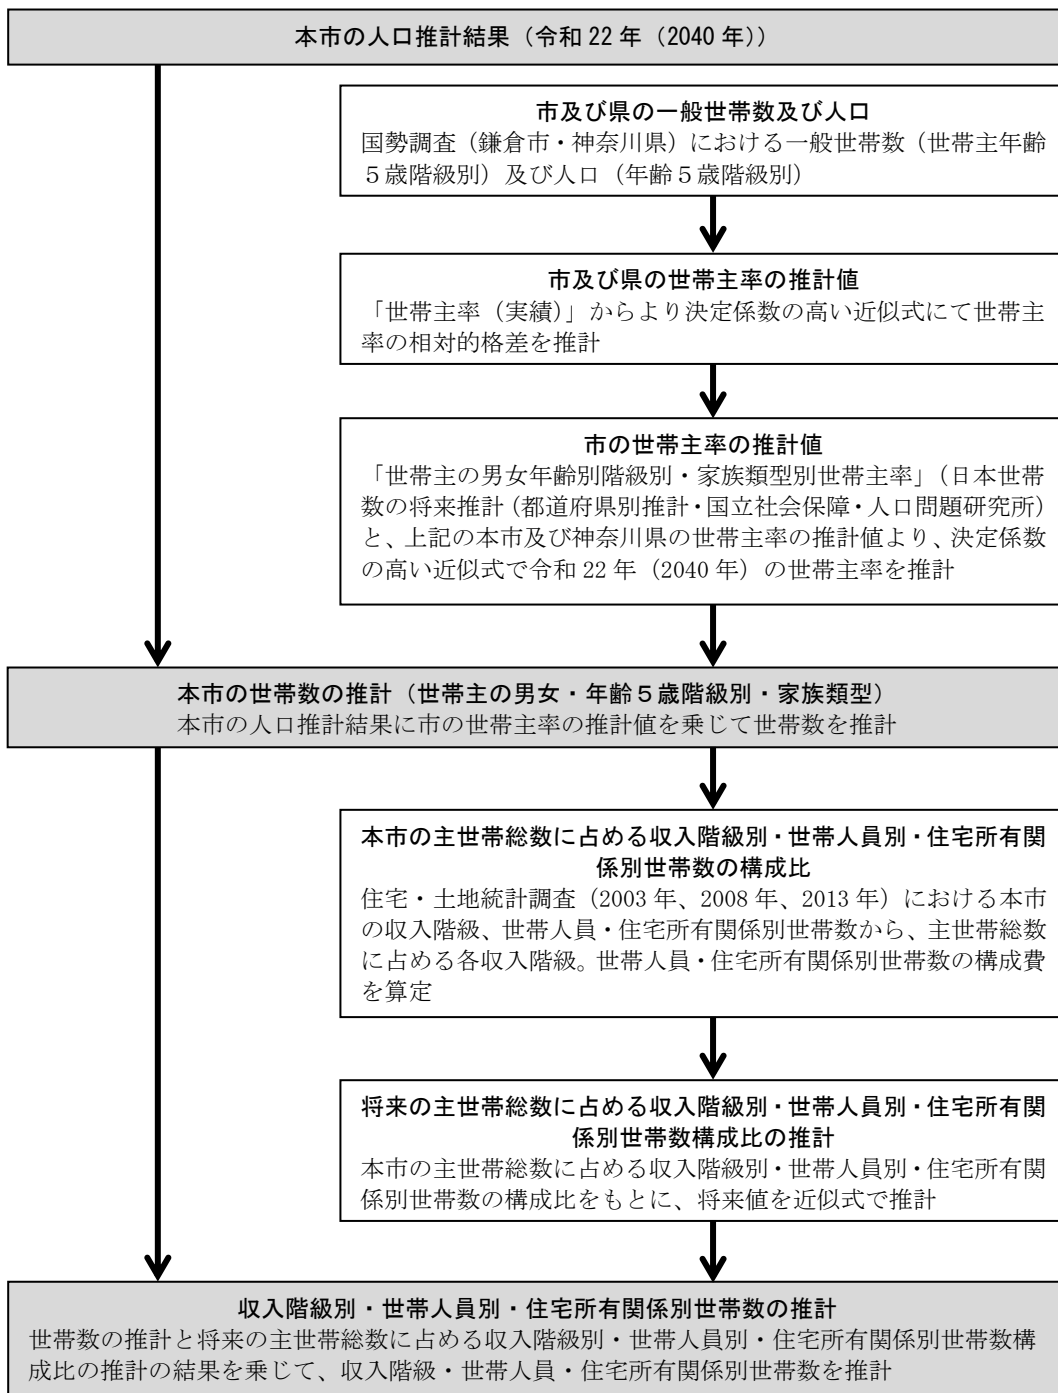 本市の人口推計結果（令和 22 年（2040 年））
市及び県の一般世帯数及び人口
国勢調査（鎌倉市・神奈川県）における一般世帯数（世帯主年齢
５歳階級別）及び人口（年齢５歳階級別）
市及び県の世帯主率の推計値
「世帯主率（実績）」からより決定係数の高い近似式にて世帯主
率の相対的格差を推計
市の世帯主率の推計値
「世帯主の男女年齢別階級別・家族類型別世帯主率」（日本世帯
数の将来推計（都道府県別推計・国立社会保障・人口問題研究所）
と、上記の本市及び神奈川県の世帯主率の推計値より、決定係数
の高い近似式で令和 22 年（2040 年）の世帯主率を推計
本市の世帯数の推計（世帯主の男女・年齢５歳階級別・家族類型）
本市の人口推計結果に市の世帯主率の推計値を乗じて世帯数を推計
本市の主世帯総数に占める収入階級別・世帯人員別・住宅所有関
係別世帯数の構成比
住宅・土地統計調査（2003 年、2008 年、2013 年）における本市
の収入階級、世帯人員・住宅所有関係別世帯数から、主世帯総数
に占める各収入階級。世帯人員・住宅所有関係別世帯数の構成費
を算定
将来の主世帯総数に占める収入階級別・世帯人員別・住宅所有関
係別世帯数構成比の推計
本市の主世帯総数に占める収入階級別・世帯人員別・住宅所有関
係別世帯数の構成比をもとに、将来値を近似式で推計
収入階級別・世帯人員別・住宅所有関係別世帯数の推計
世帯数の推計と将来の主世帯総数に占める収入階級別・世帯人員別・住宅所有関係別世帯数構
成比の推計の結果を乗じて、収入階級・世帯人員・住宅所有関係別世帯数を推計